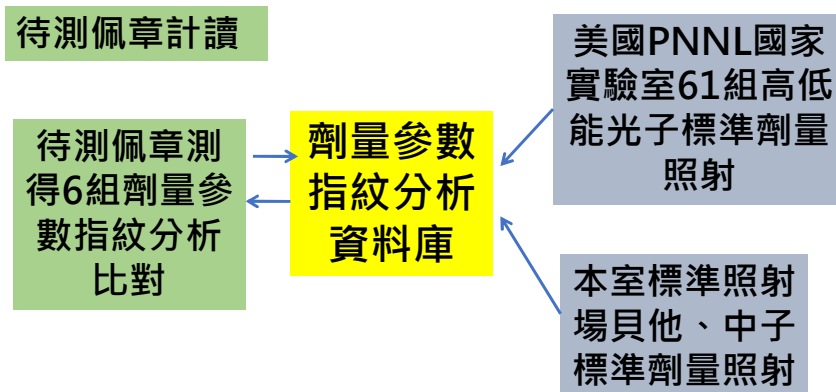 待測佩章計讀
待測佩章測
得6組劑量參
數指紋分析
比對
劑量參數
指紋分析
資料庫
美國PNNL國家
實驗室61組高低
能光子標準劑量
照射
本室標準照射
場貝他、中子
標準劑量照射